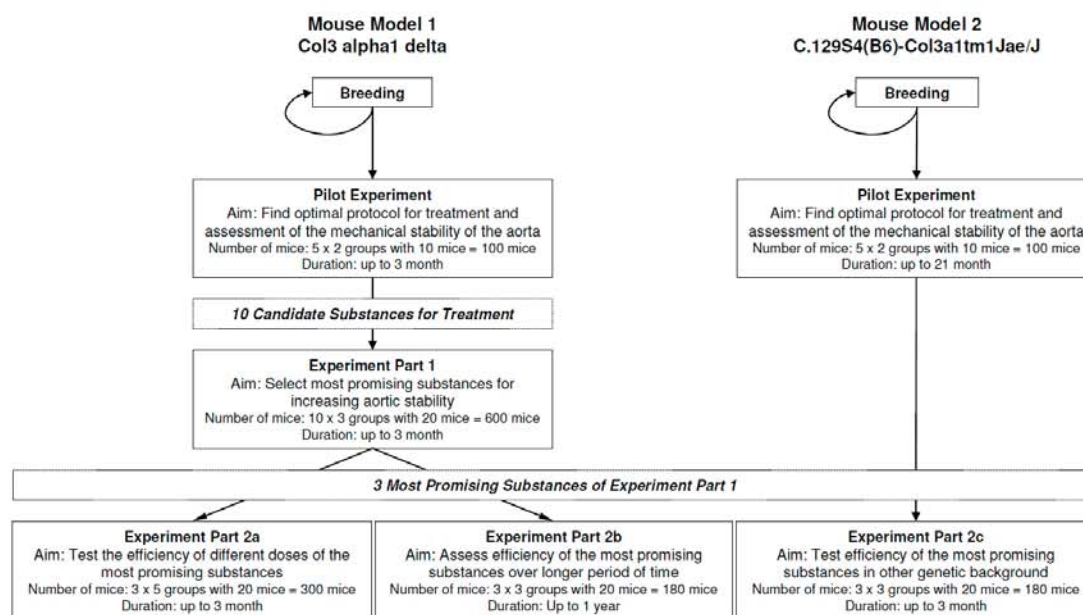 Mouse Model 1
Col3 alpha1 delta
Mouse Model 2
C.129S4(B6)-Col3a1tm1Jae/J
Breeding
Breeding
Pilot Experiment
Aim: Find optimal protocol for treatment and
assessment of the mechanical stability of the aorta
Number of mice: 5 x 2 groups with 10 mice = 100 mice
Duration: up to 3 month
Pilot Experiment
Aim: Find optimal protocol for treatment and
assessment of the mechanical stability of the aorta
Number of mice: 5 x 2 groups with 10 mice = 100 mice
Duration: up to 21 month
10 Candidate Substances for Treatment
Experiment Part 1
Aim: Select most promising substances for
increasing aortic stability
Number of mice: 10 x 3 groups with 20 mice = 600 mice
Duration: up to 3 month
3 Most Promising Substances of Experiment Part 1
Experiment Part 2a
Aim: Test the efficiency of different doses of the
most promising substances
Number of mice: 3 x 5 groups with 20 mice = 300 mice
Duration: up to 3 month
Experiment Part 2b
Aim: Assess efficiency of the most promising
substances over longer period of time
Number of mice: 3 x 3 groups with 20 mice = 180 mice
Duration: Up to 1 year
Experiment Part 2c
Aim: Test efficiency of the most promising
substances in other genetic background
Number of mice: 3 x 3 groups with 20 mice = 180 mice
Duration: up to 3 month